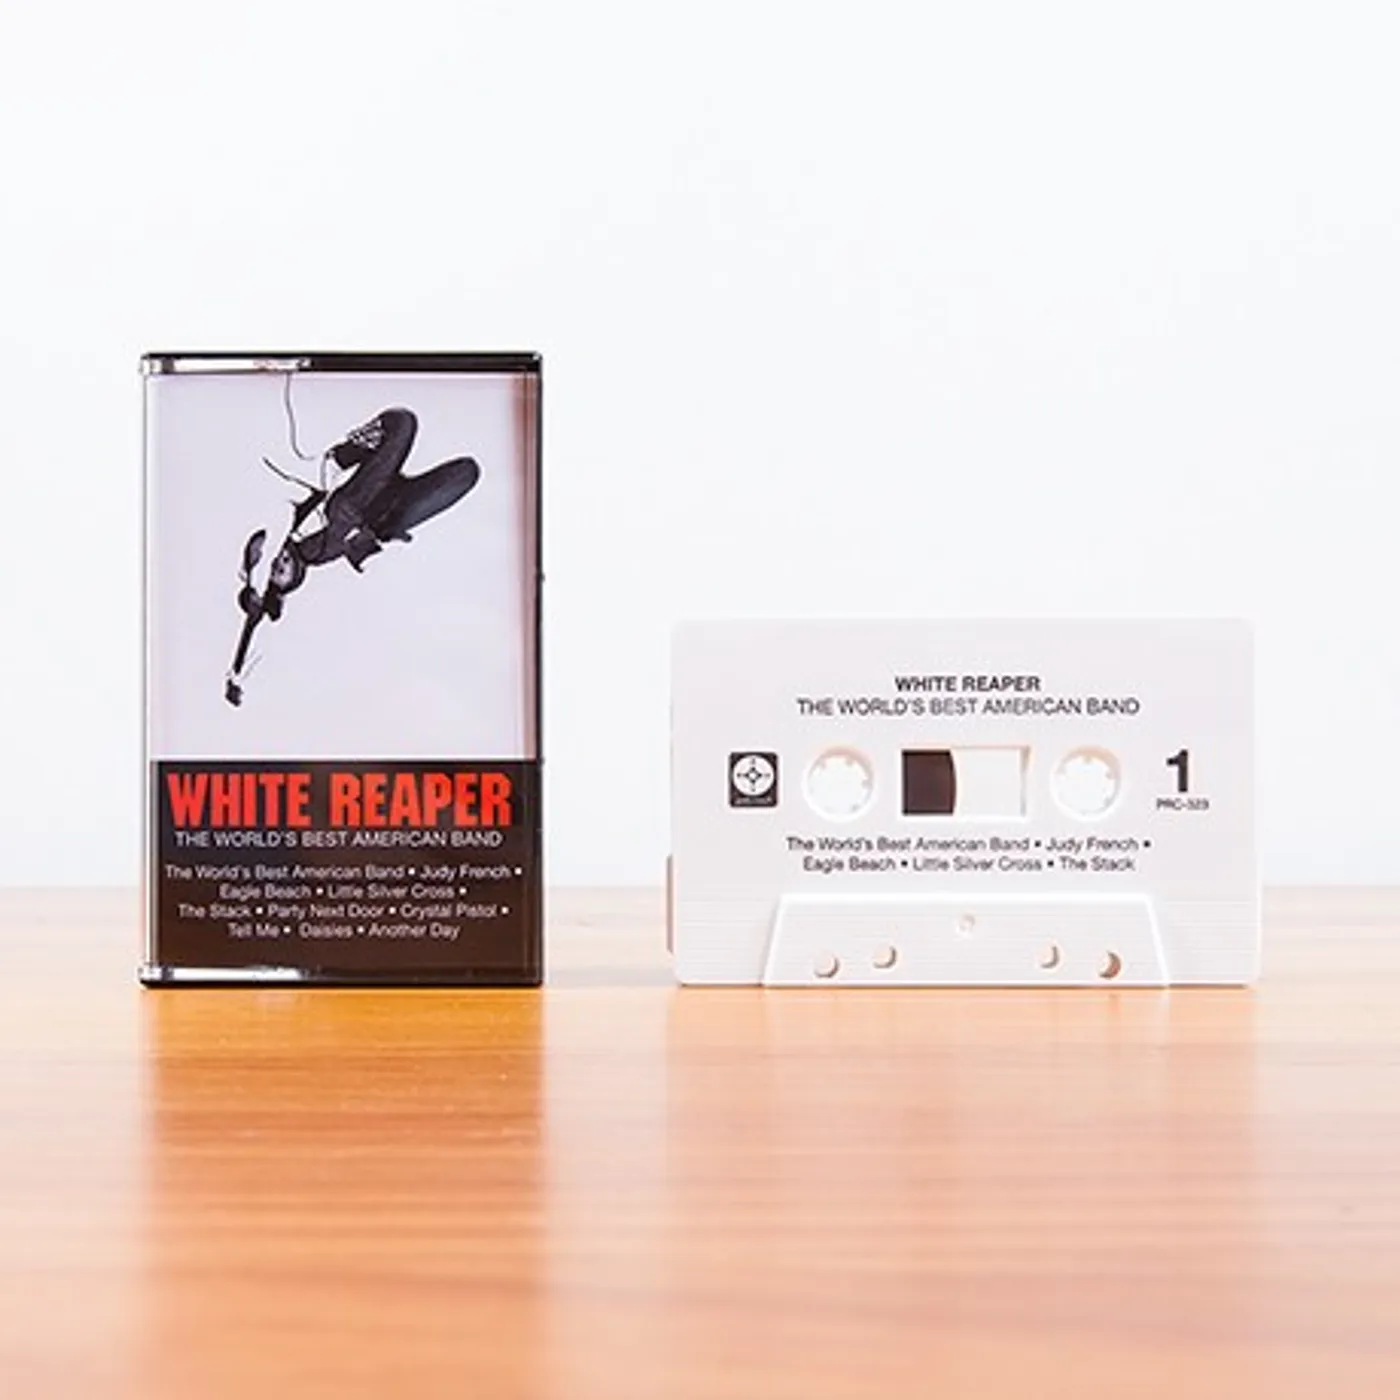 WHITE REAPER
THE WORLD'S BEST AMERICAN BAND
The World's Best American Band ▪ Judy French ▪
Eagle Beach ▪ Little Silver Cross ▪
The Stack ▪ Party Next Door ▪ Crystal Pistol ▪
Tell Me ▪ Daisies ▪ Another Day
WHITE REAPER
THE WORLD'S BEST AMERICAN BAND
1
PRC-323
The World's Best American Band ▪ Judy French ▪
Eagle Beach ▪ Little Silver Cross ▪ The Stack